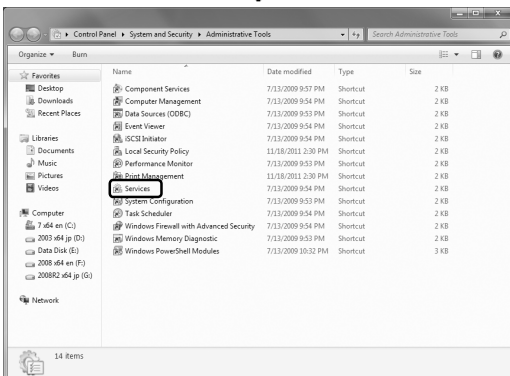 Control Panel ▸ System and Security ▸ Administrative Tools
Search Administrative Tools
Organize ▾ Burn
Name Date modified Type Size
Favorites
Desktop
Downloads
Recent Places
Libraries
Documents
Music
Pictures
Videos
Computer
7 x64 en (C:)
2003 x64 jp (D:)
Data Disk (E:)
2008 x64 en (F:)
2008R2 x64 jp (G:)
Network
Component Services 7/13/2009 9:57 PM Shortcut 2 KB
Computer Management 7/13/2009 9:54 PM Shortcut 2 KB
Data Sources (ODBC) 7/13/2009 9:53 PM Shortcut 2 KB
Event Viewer 7/13/2009 9:54 PM Shortcut 2 KB
iSCSI Initiator 7/13/2009 9:54 PM Shortcut 2 KB
Local Security Policy 11/18/2011 2:30 PM Shortcut 2 KB
Performance Monitor 7/13/2009 9:53 PM Shortcut 2 KB
Print Management 11/18/2011 2:30 PM Shortcut 2 KB
Services 7/13/2009 9:54 PM Shortcut 2 KB
System Configuration 7/13/2009 9:53 PM Shortcut 2 KB
Task Scheduler 7/13/2009 9:54 PM Shortcut 2 KB
Windows Firewall with Advanced Security 7/13/2009 9:54 PM Shortcut 2 KB
Windows Memory Diagnostic 7/13/2009 9:53 PM Shortcut 2 KB
Windows PowerShell Modules 7/13/2009 10:32 PM Shortcut 3 KB
14 items